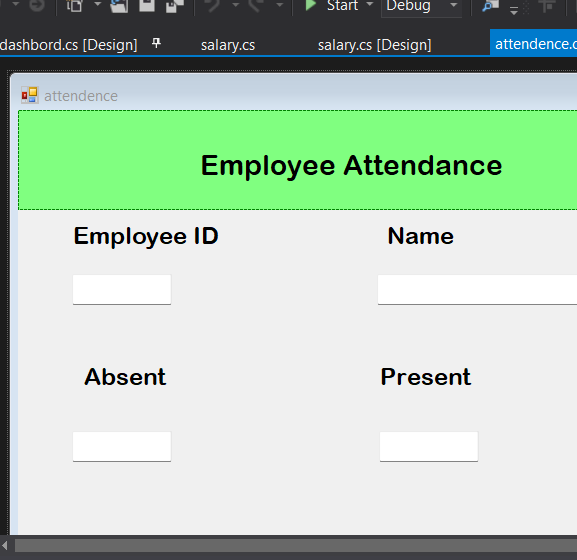 Start Debug
dashbord.cs [Design] salary.cs salary.cs [Design] attendence.c
attendence
Employee Attendance
Employee ID Name
Absent Present